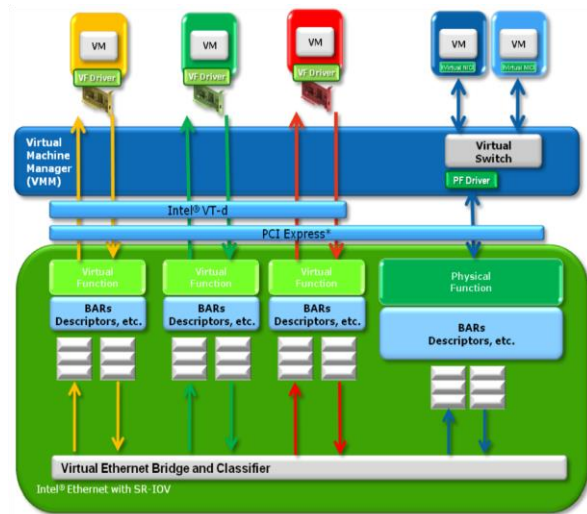 VM
VM
VM
VM
VM
VF Driver
VF Driver
VF Driver
Virtual NIC
Virtual NIC
Virtual
Machine
Manager
(VMM)
Virtual
Switch
PF Driver
Intel® VT-d
PCI Express*
Virtual
Function
Virtual
Function
Virtual
Function
Physical
Function
BARs
Descriptors, etc.
BARs
Descriptors, etc.
BARs
Descriptors, etc.
BARs
Descriptors, etc.
Virtual Ethernet Bridge and Classifier
Intel® Ethernet with SR-IOV